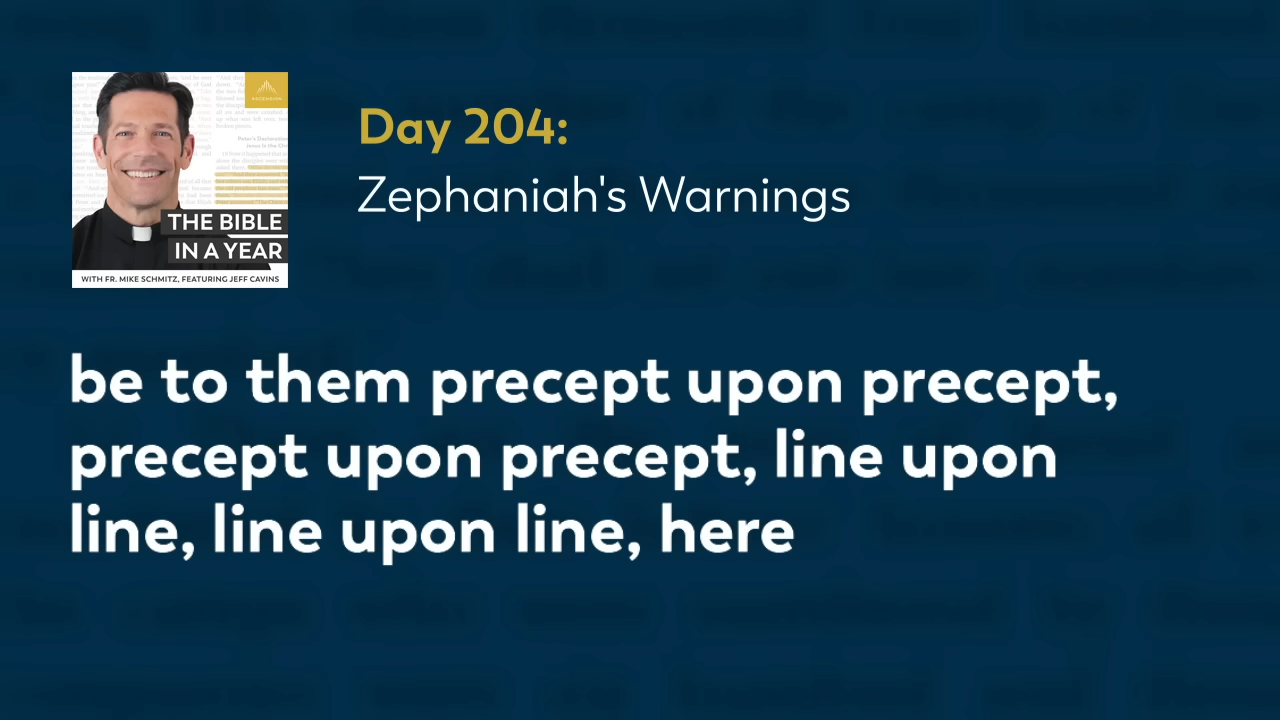 ASCENSION
Day 204:
Zephaniah's Warnings
THE BIBLE
IN A YEAR
WITH FR. MIKE SCHMITZ, FEATURING JEFF CAVINS
be to them precept upon precept,
precept upon precept, line upon
line, line upon line, here